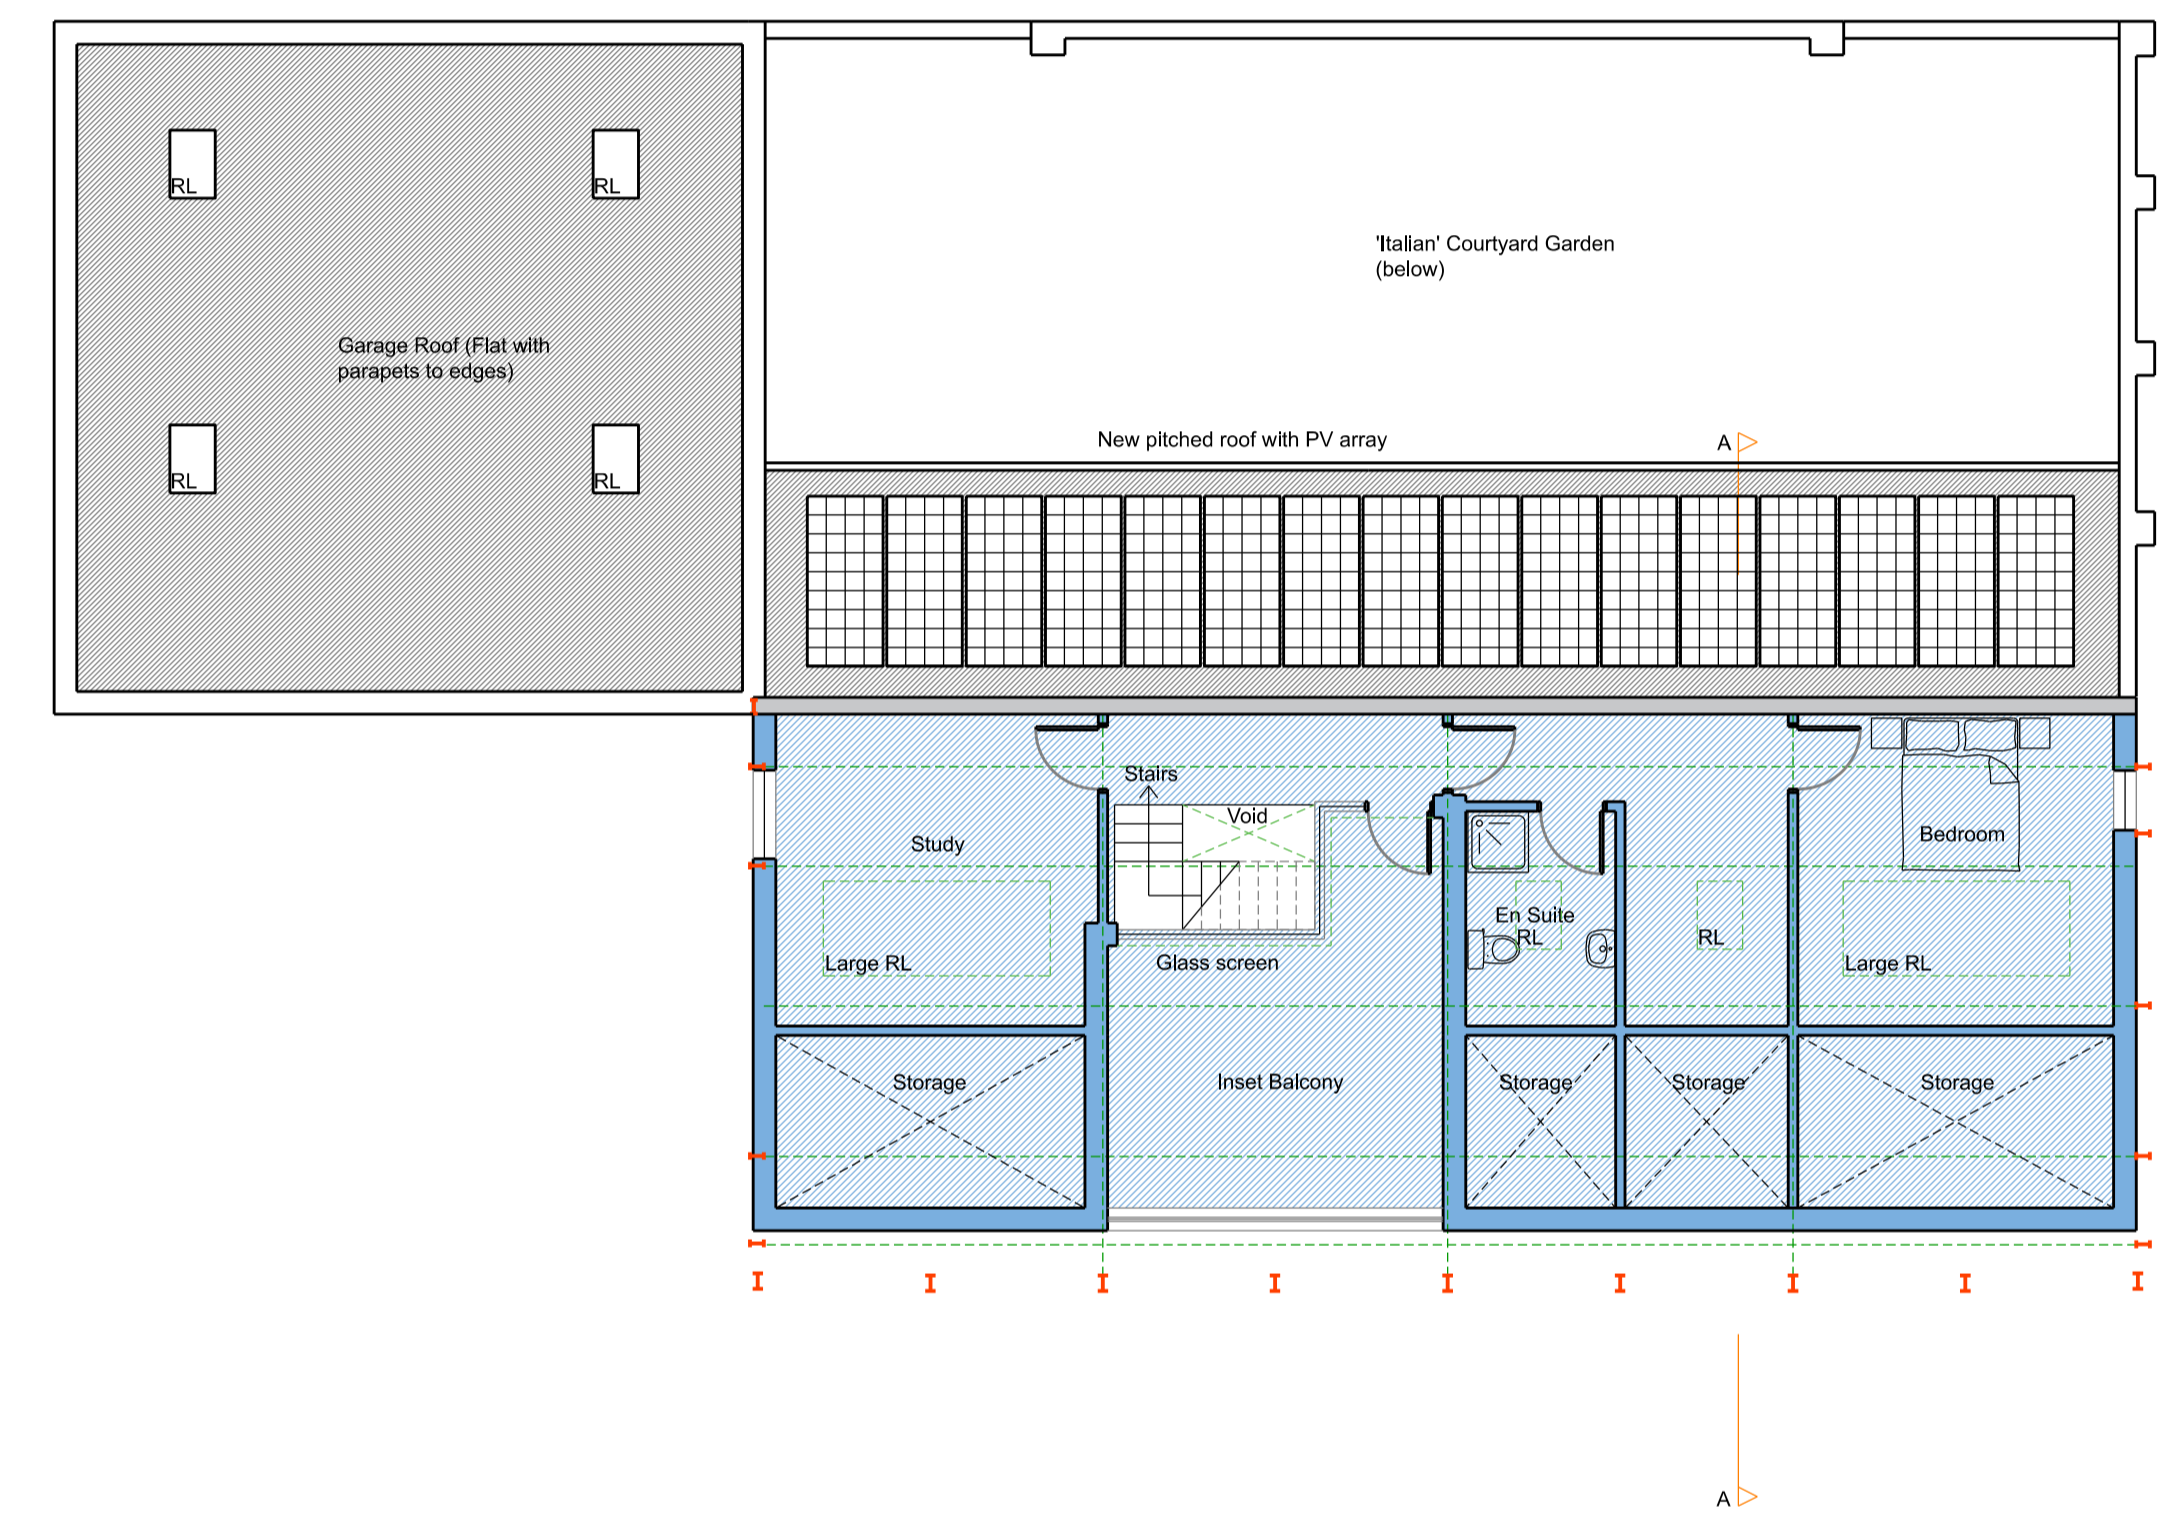 RL
RL
'Italian' Courtyard Garden
(below)
Garage Roof (Flat with
parapets to edges)
New pitched roof with PV array
A
RL
RL
Stairs
Void
Study
Bedroom
En Suite
RL
RL
Large RL
Glass screen
Large RL
Storage
Inset Balcony
Storage
Storage
Storage
A